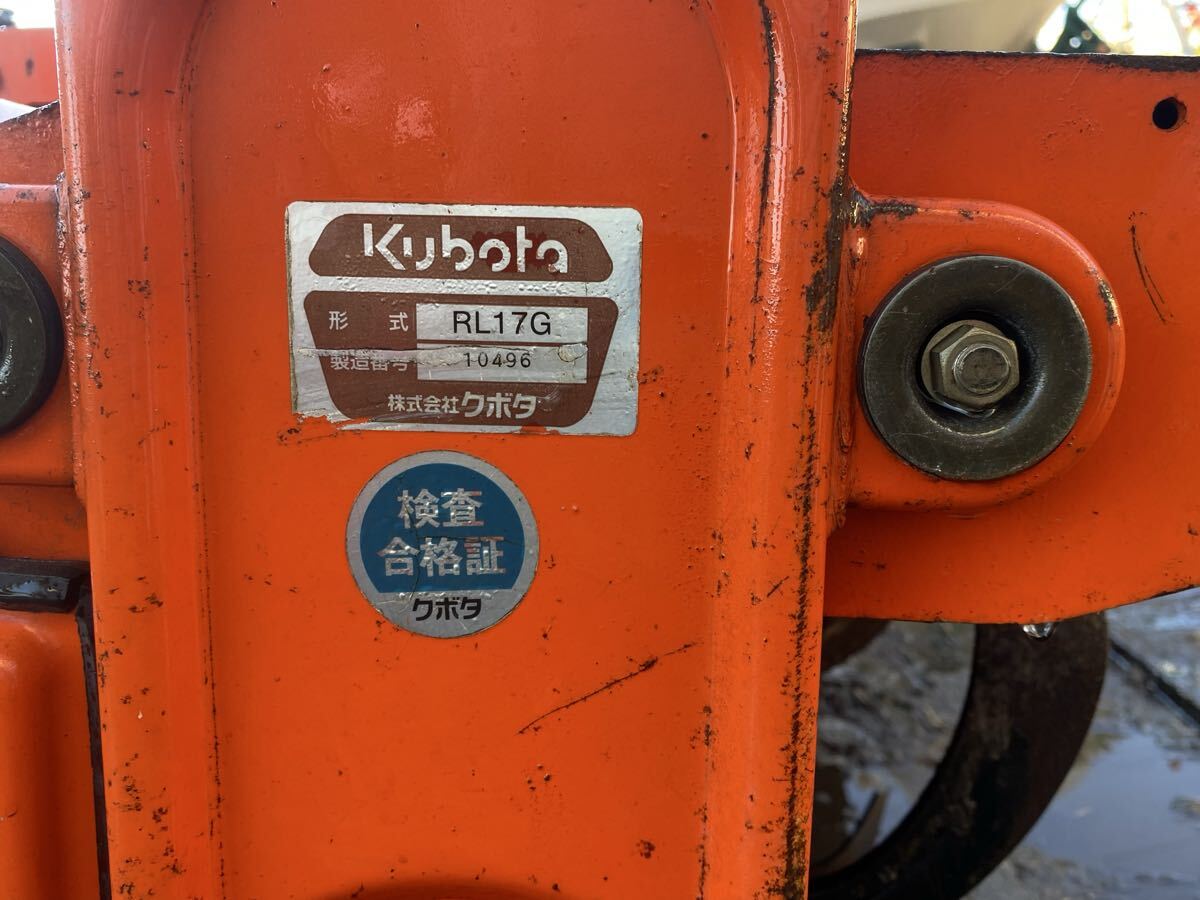 Kubota
形式 RL17G
製造番号 10496
株式会社クボタ
検査
合格証
クボタ